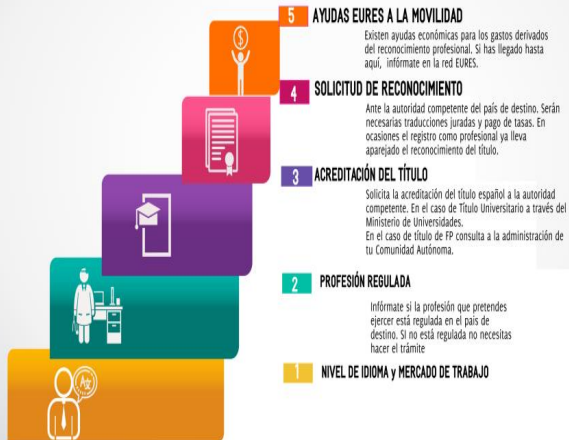 5 AYUDAS EURES A LA MOVILIDAD
Existen ayudas económicas para los gastos derivados
del reconocimiento profesional. Si has llegado hasta
aquí, infórmate en la red EURES.
4 SOLICITUD DE RECONOCIMIENTO
Ante la autoridad competente del país de destino. Serán
necesarias traducciones juradas y pago de tasas. En
ocasiones el registro como profesional ya lleva
aparejado el reconocimiento del título.
3 ACREDITACIÓN DEL TÍTULO
Solicita la acreditación del título español a la autoridad
competente. En el caso de Título Universitario a través del
Ministerio de Universidades.
En el caso de título de FP consulta a la administración de
tu Comunidad Autónoma.
2 PROFESIÓN REGULADA
Infórmate si la profesión que pretendes
ejercer está regulada en el pais de
destino. SI no está regulada no necesitas
hacer el trámite
1 NIVEL DE IDIOMA y MERCADO DE TRABAJO